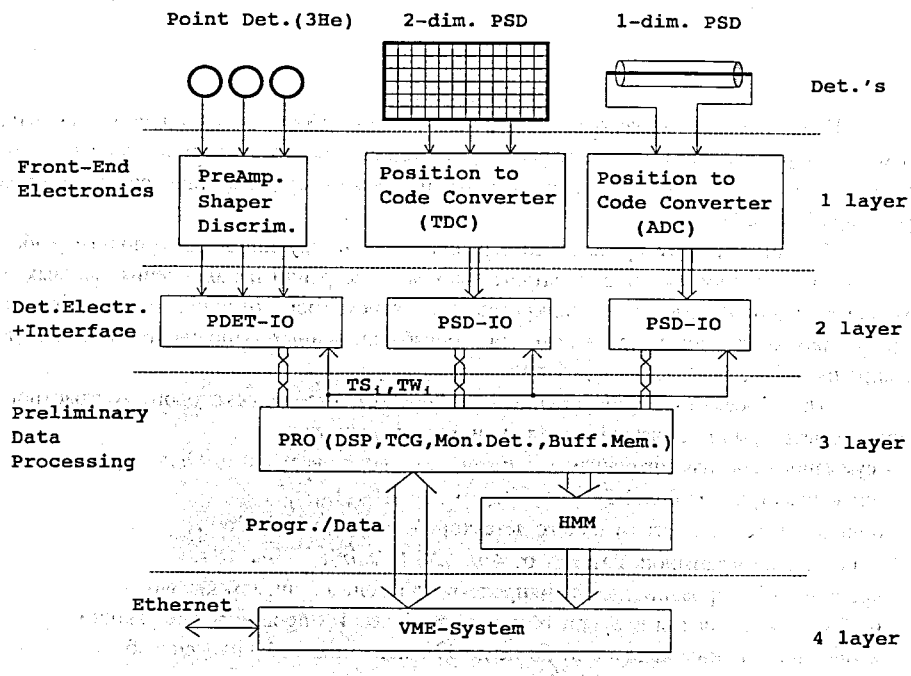 Point Det.(3He)
2-dim. PSD
1-dim. PSD
Det.'s
Front-End
Electronics
PreAmp.
Shaper
Discrim.
Position to
Code Converter
(TDC)
Position to
Code Converter
(ADC)
1 layer
Det.Electr.
+Interface
PDET-IO
PSD-IO
PSD-IO
2 layer
TSi,TWi
Preliminary
Data
Processing
PRO(DSP,TCG,Mon.Det.,Buff.Mem.)
3 layer
Progr./Data
HMM
Ethernet
VME-System
4 layer